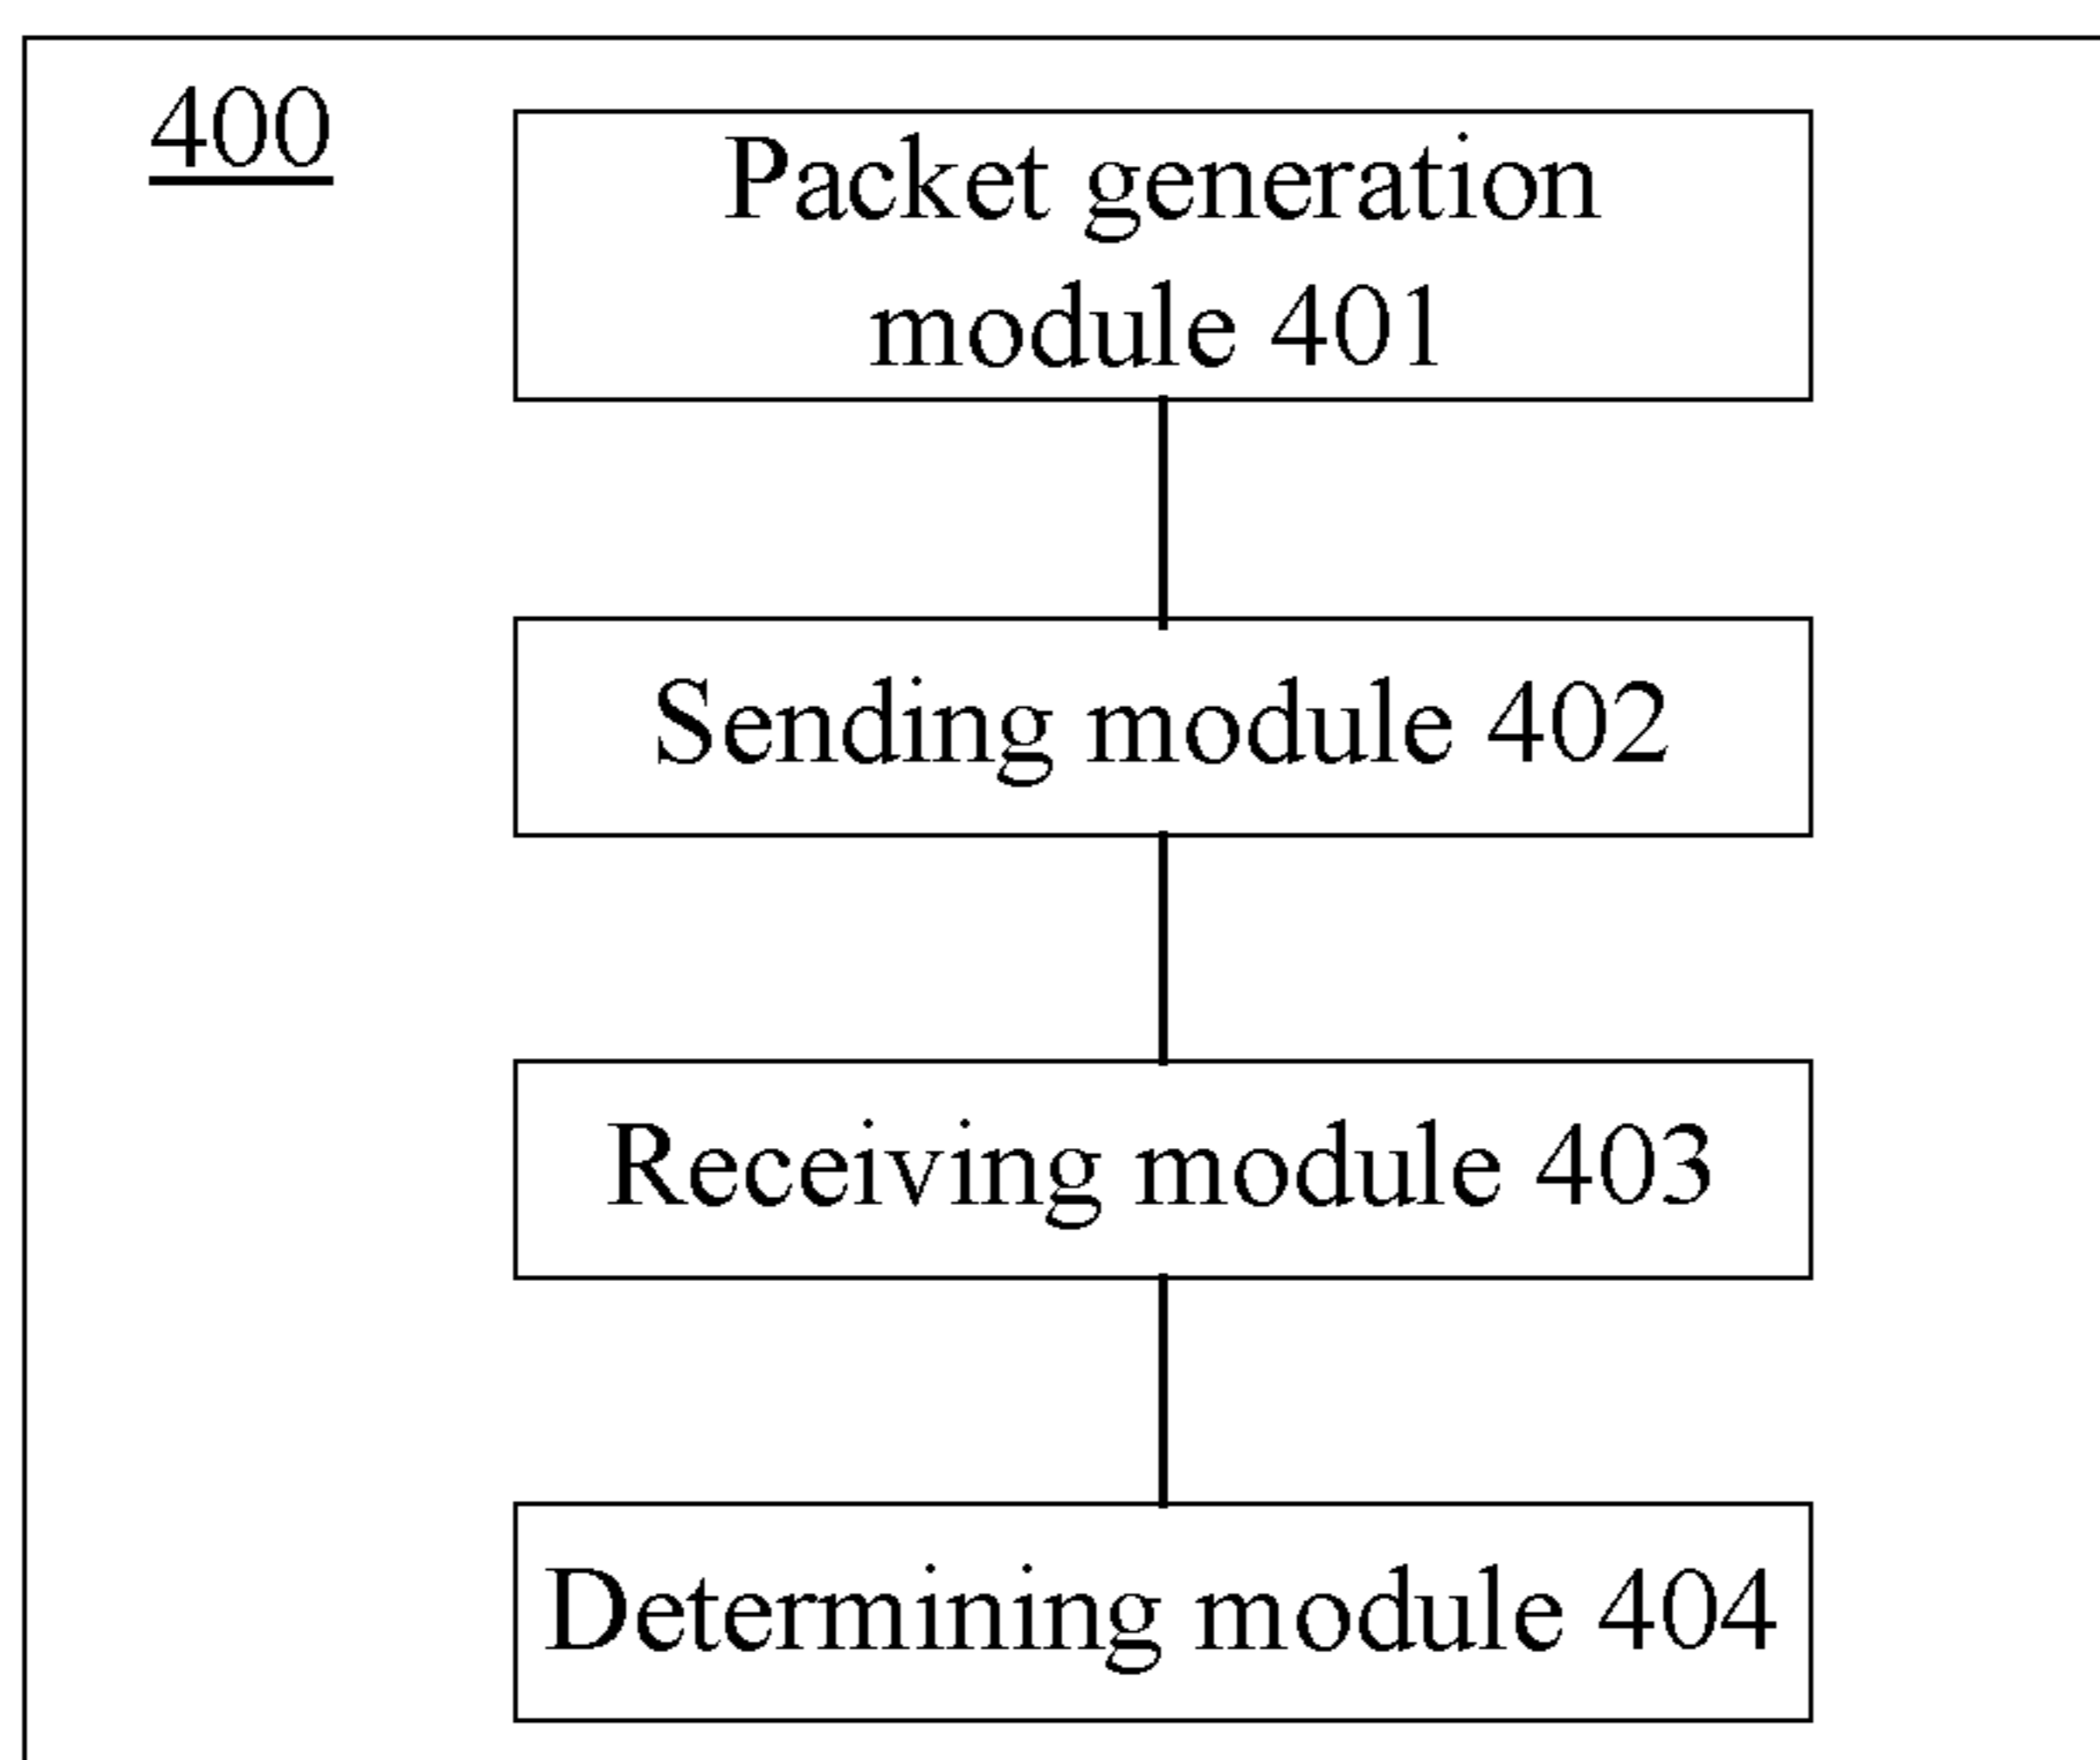 400
Packet generation
module 401
Sending module 402
Receiving module 403
Determining module 404